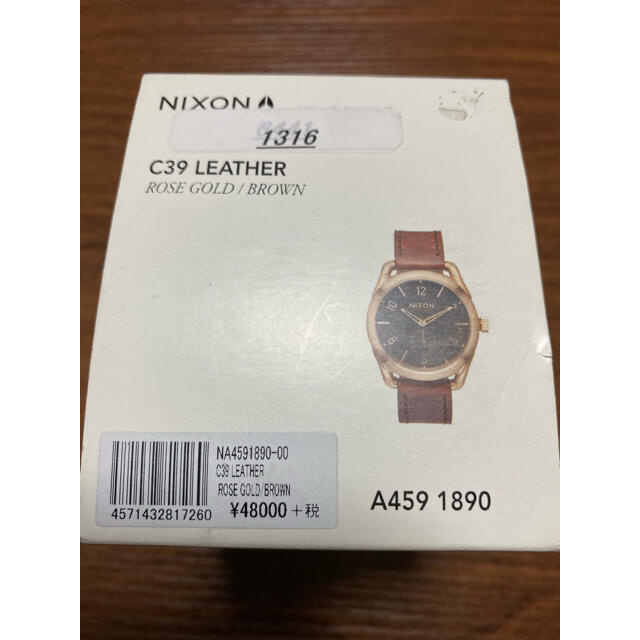 NIXON
1316
C39 LEATHER
ROSE GOLD / BROWN
12
NIXON
NA4591890-00
C39 LEATHER
ROSE GOLD/BROWN
¥48000+税
4571432817260
A459 1890